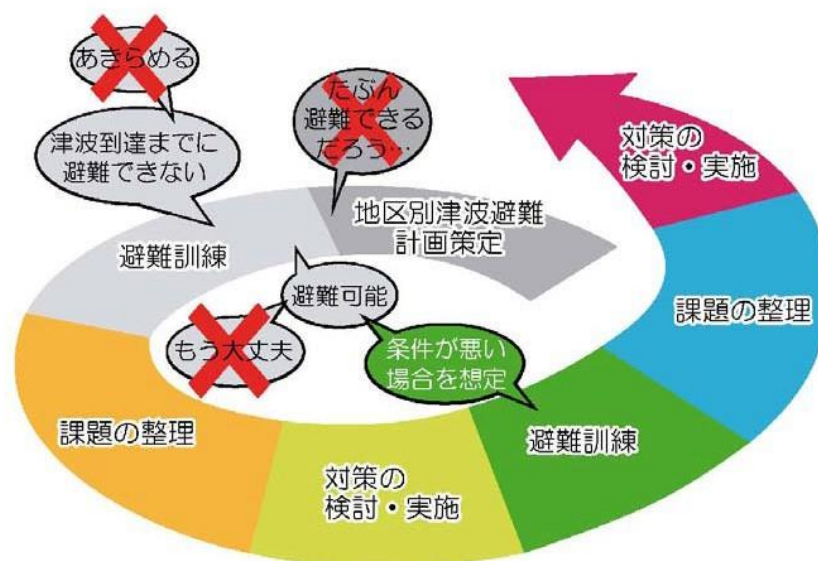 あきらめる
津波到達までに
避難できない
たぶん
避難できる
だろう…
地区別津波避難
計画策定
避難訓練
避難可能
もう大丈夫
条件が悪い
場合を想定
課題の整理
対策の
検討・実施
避難訓練
課題の整理
対策の
検討・実施